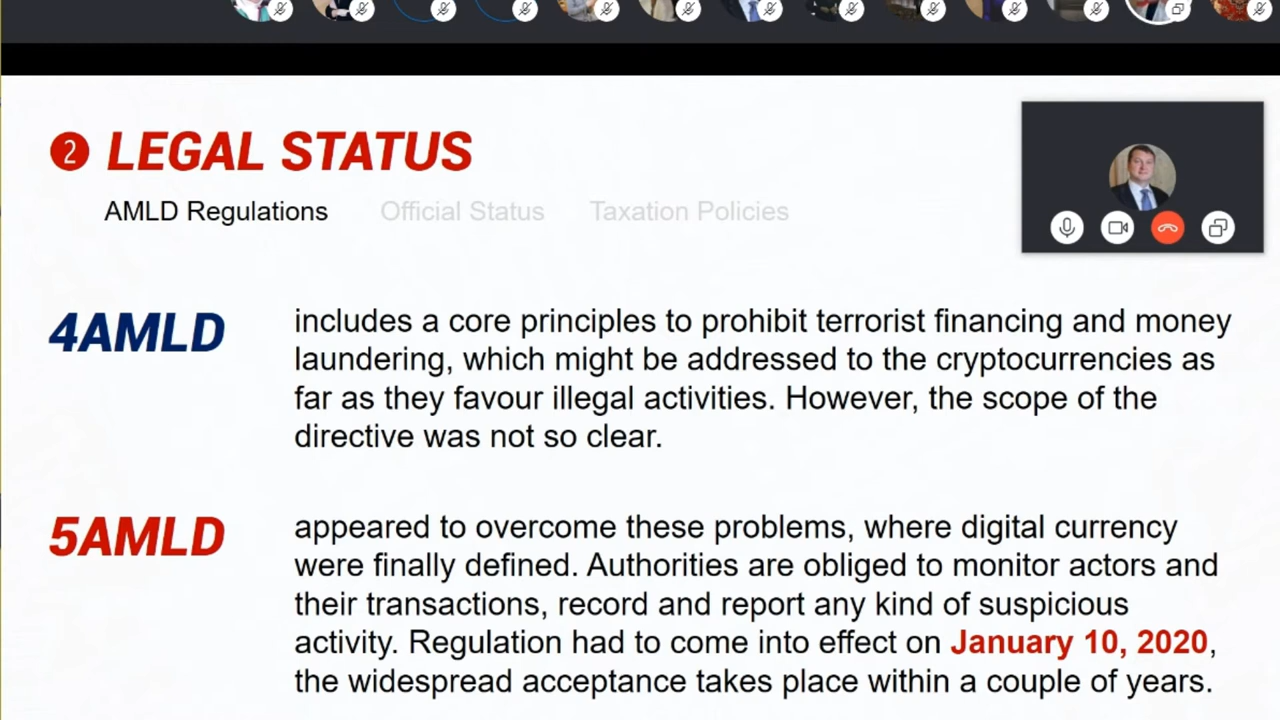 2 LEGAL STATUS
AMLD Regulations Official Status Taxation Policies
4AMLD
includes a core principles to prohibit terrorist financing and money
laundering, which might be addressed to the cryptocurrencies as
far as they favour illegal activities. However, the scope of the
directive was not so clear.
5AMLD
appeared to overcome these problems, where digital currency
were finally defined. Authorities are obliged to monitor actors and
their transactions, record and report any kind of suspicious
activity. Regulation had to come into effect on January 10, 2020,
the widespread acceptance takes place within a couple of years.